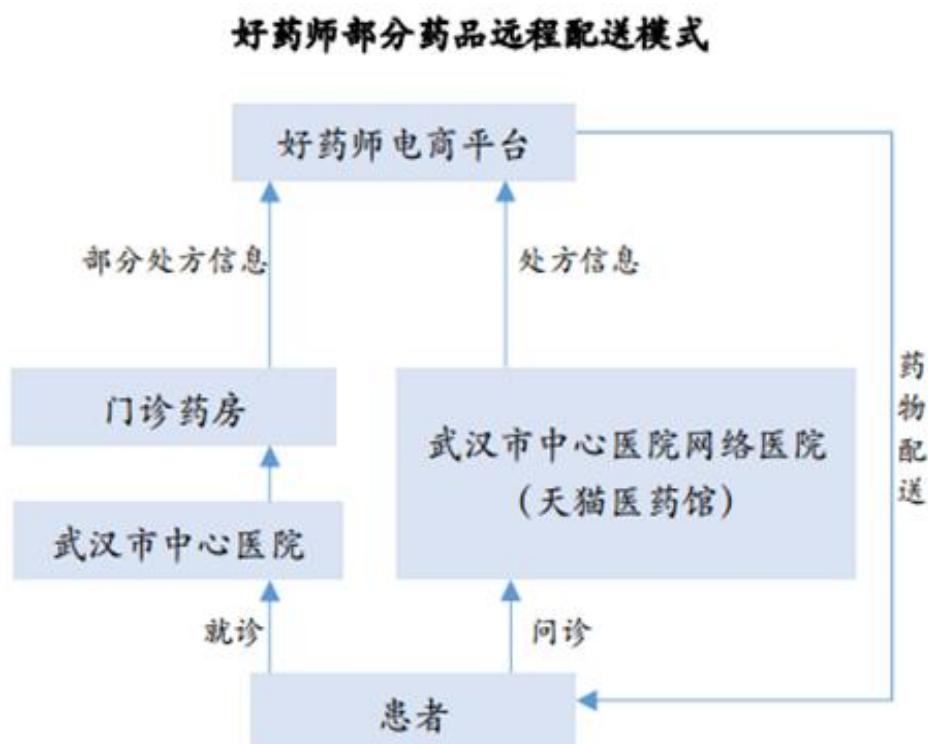 好药师部分药品远程配送模式
好药师电商平台
部分处方信息
处方信息
门诊药房
武汉市中心医院网络医院
（天猫医药馆）
武汉市中心医院
药物配送
就诊
问诊
患者